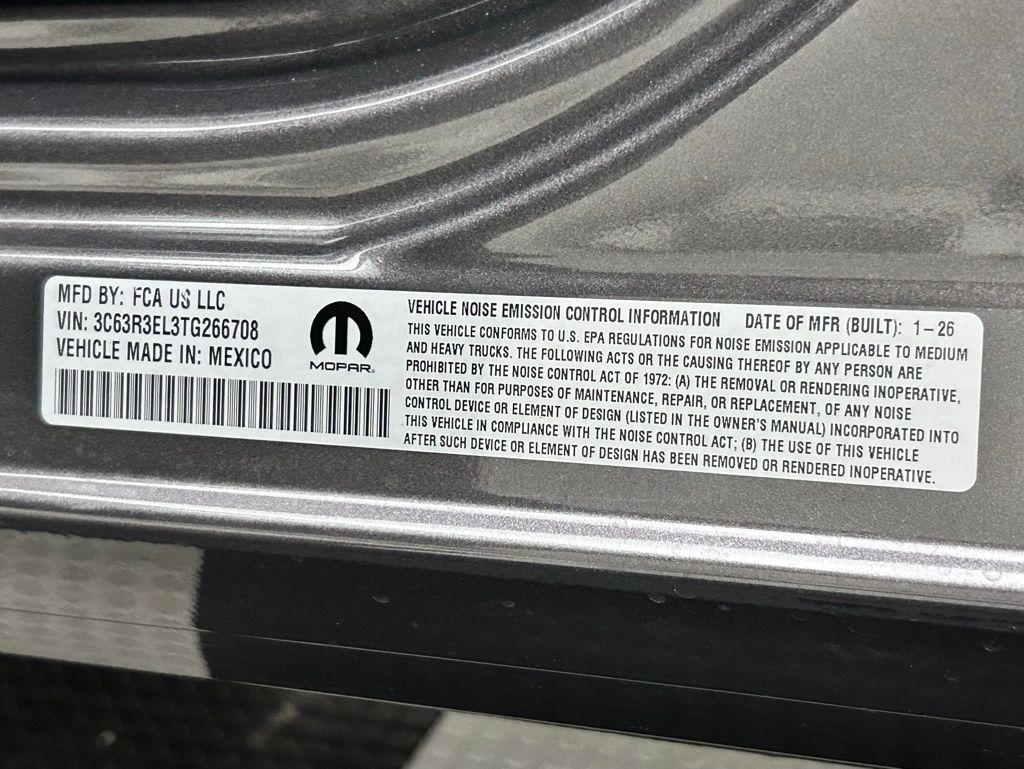 MFD BY: FCA US LLC
VIN: 3C63R3EL3TG266708
VEHICLE MADE IN: MEXICO
MOPAR®
VEHICLE NOISE EMISSION CONTROL INFORMATION DATE OF MFR (BUILT): 1-26
THIS VEHICLE CONFORMS TO U.S. EPA REGULATIONS FOR NOISE EMISSION APPLICABLE TO MEDIUM
AND HEAVY TRUCKS. THE FOLLOWING ACTS OR THE CAUSING THEREOF BY ANY PERSON ARE
PROHIBITED BY THE NOISE CONTROL ACT OF 1972: (A) THE REMOVAL OR RENDERING INOPERATIVE,
OTHER THAN FOR PURPOSES OF MAINTENANCE, REPAIR, OR REPLACEMENT, OF ANY NOISE
CONTROL DEVICE OR ELEMENT OF DESIGN (LISTED IN THE OWNER'S MANUAL) INCORPORATED INTO
THIS VEHICLE IN COMPLIANCE WITH THE NOISE CONTROL ACT; (B) THE USE OF THIS VEHICLE
AFTER SUCH DEVICE OR ELEMENT OF DESIGN HAS BEEN REMOVED OR RENDERED INOPERATIVE.